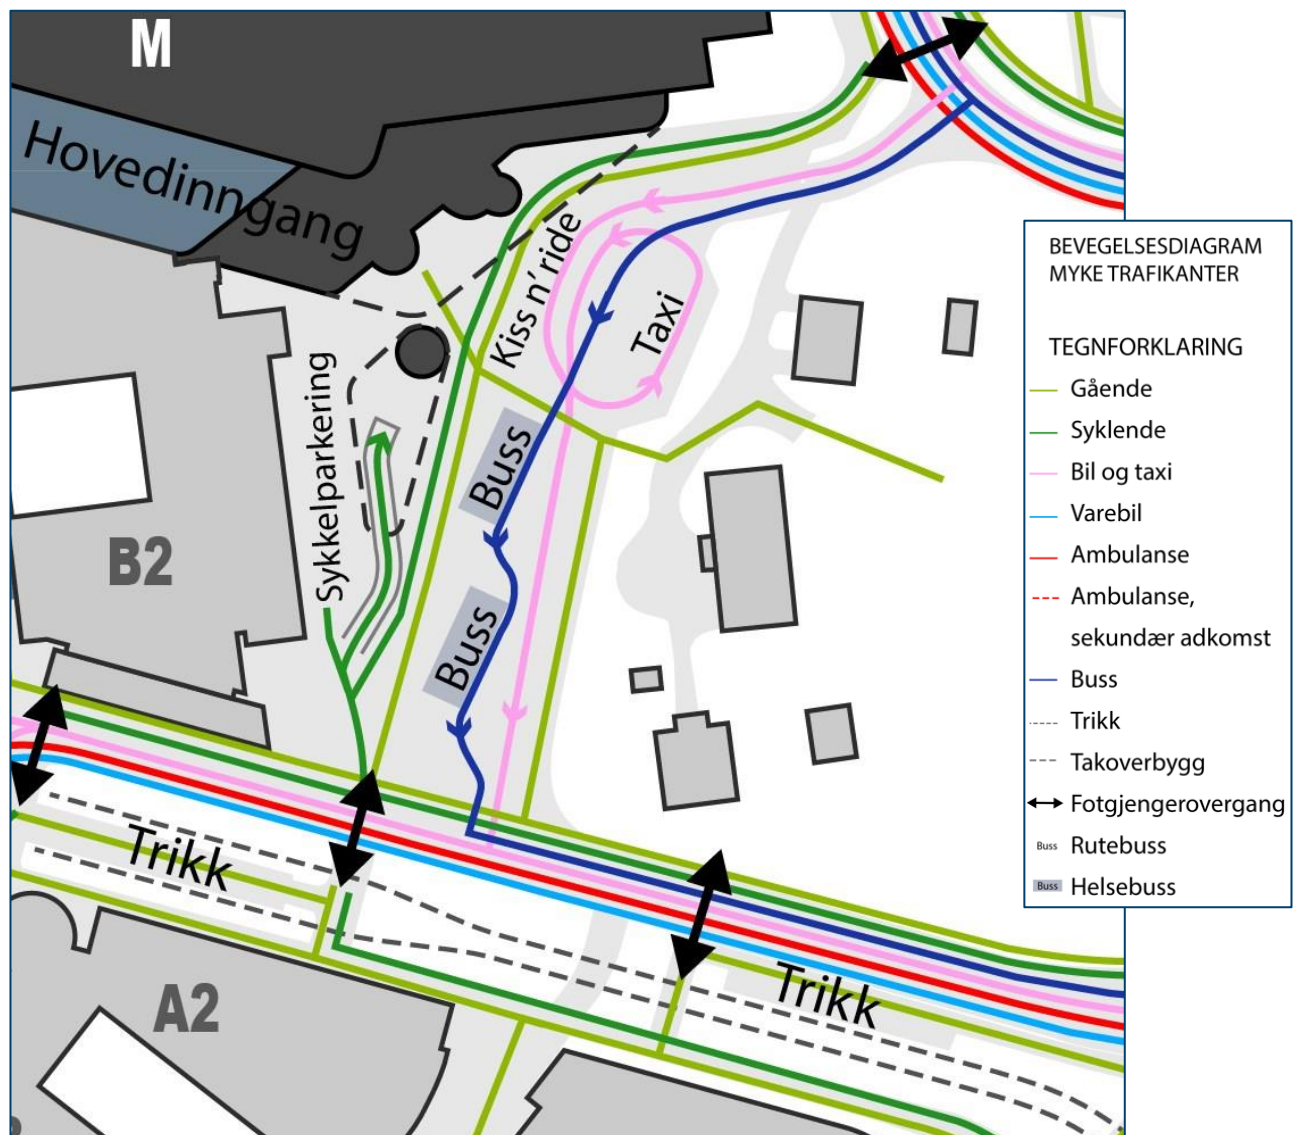 M
Hovedinngang
Kiss n' ride
Taxi
Sykkelparkering
Buss
B2
Buss
Trikk
Trikk
A2
BEVEGELSESDIAGRAM
MYKE TRAFIKANTER
TEGNFORKLARING
Gående
Syklende
Bil og taxi
Varebil
Ambulanse
Ambulanse,
sekundær adkomst
Buss
Trikk
Takoverbygg
Fotgjengerovergang
Buss Rutebuss
Buss Helsebuss